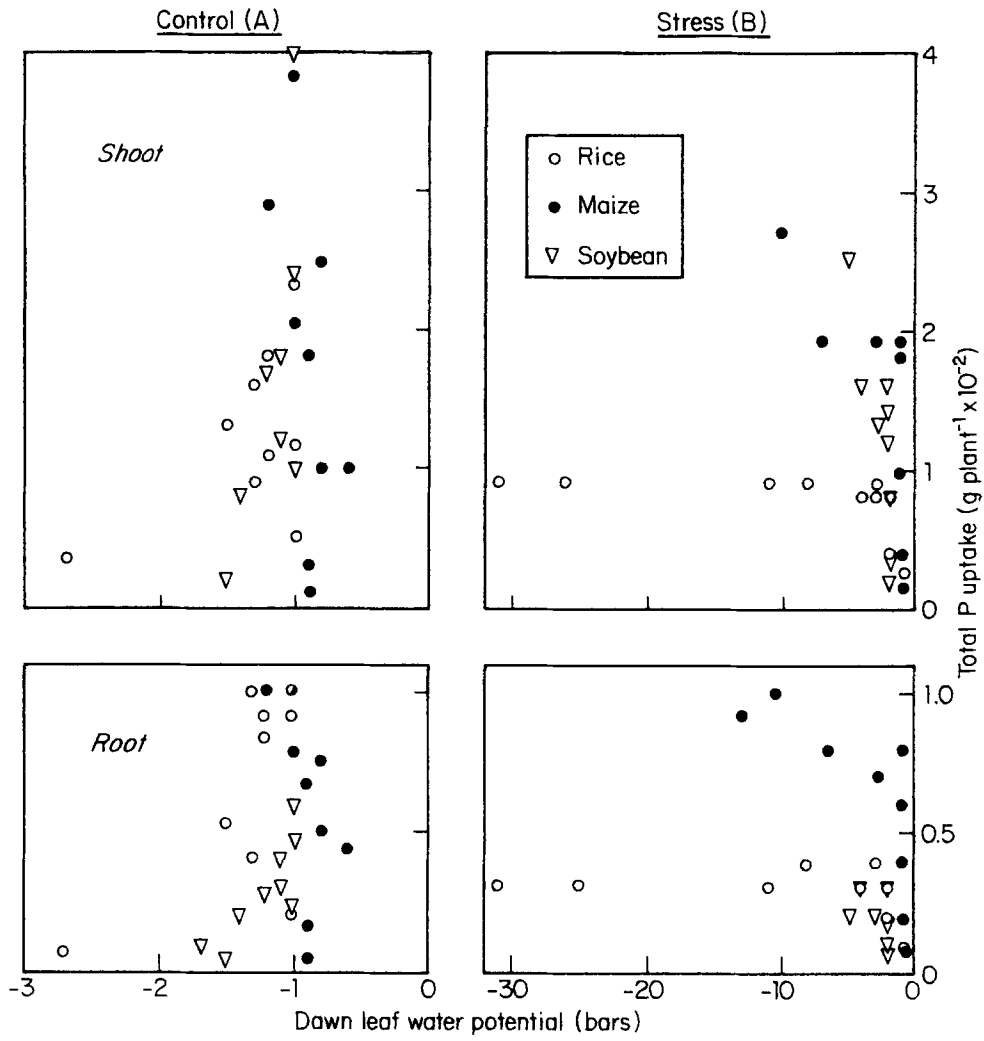 Control (A)
Stress (B)
Shoot
Rice
Maize
Soybean
4
3
2
1
0
Root
1.0
0.5
0
-3
-2
-1
0
-30
-20
-10
0
Dawn leaf water potential (bars)
Total P uptake (g plant⁻¹ x 10⁻²)